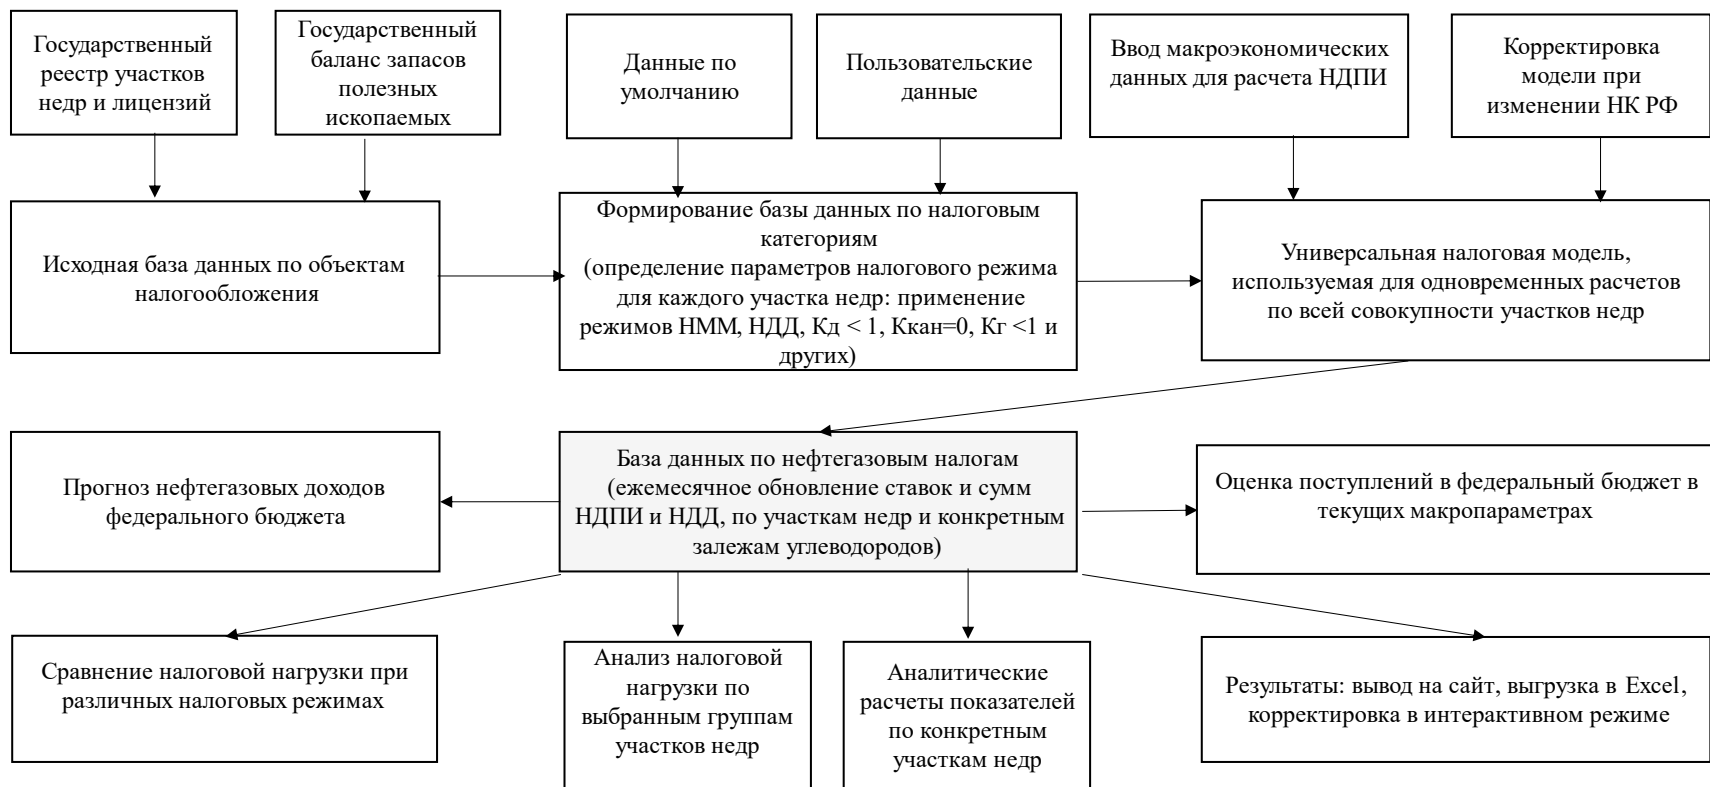 Государственный
реестр участков
недр и лицензий
Государственный
баланс запасов
полезных
ископаемых
Данные по
умолчанию
Пользовательские
данные
Ввод макроэкономических
данных для расчета НДПИ
Корректировка
модели при
изменении НК РФ
Исходная база данных по объектам
налогообложения
Формирование базы данных по налоговым
категориям
(определение параметров налогового режима
для каждого участка недр: применение
режимов НММ, НДД, Кд < 1, Ккан=0, Кг <1 и
других)
Универсальная налоговая модель,
используемая для одновременных расчетов
по всей совокупности участков недр
Прогноз нефтегазовых доходов
федерального бюджета
База данных по нефтегазовым налогам
(ежемесячное обновление ставок и сумм
НДПИ и НДД, по участкам недр и конкретным
залежам углеводородов)
Оценка поступлений в федеральный бюджет в
текущих макропараметрах
Сравнение налоговой нагрузки при
различных налоговых режимах
Анализ налоговой
нагрузки по
выбранным группам
участков недр
Аналитические
расчеты показателей
по конкретным
участкам недр
Результаты: вывод на сайт, выгрузка в Excel,
корректировка в интерактивном режиме